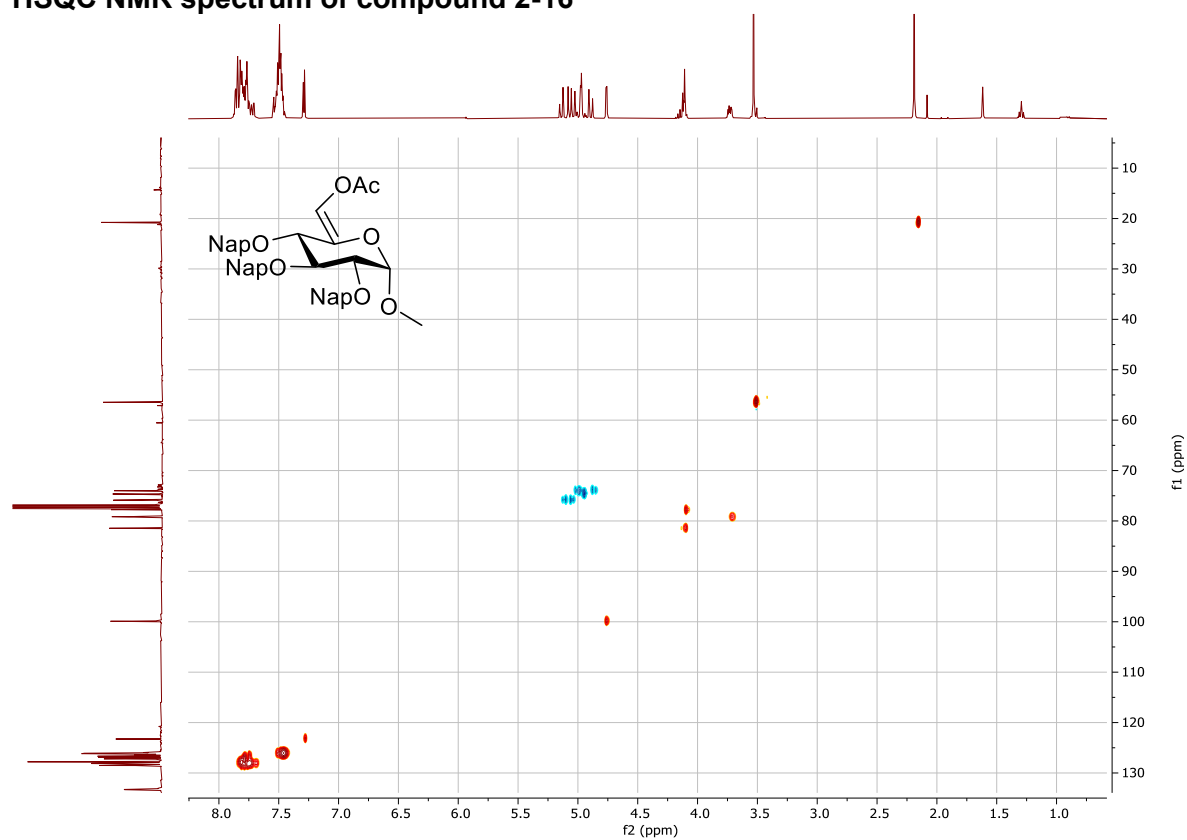 HSQC NMR spectrum of compound 2-16
OAc
O
NapO
NapO
NapO
O
10
20
30
40
50
60
70
80
90
100
110
120
130
f1 (ppm)
8.0 7.5 7.0 6.5 6.0 5.5 5.0 4.5 4.0 3.5 3.0 2.5 2.0 1.5 1.0
f2 (ppm)